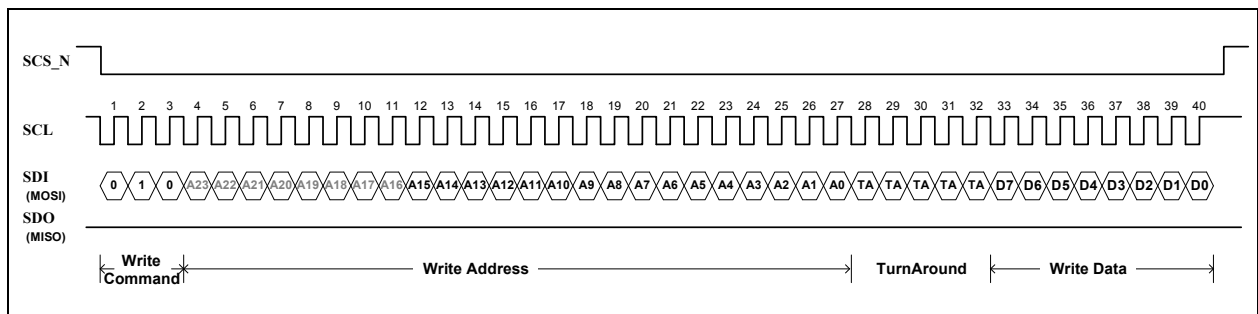 SCS_N
1 2 3 4 5 6 7 8 9 10 11 12 13 14 15 16 17 18 19 20 21 22 23 24 25 26 27 28 29 30 31 32 33 34 35 36 37 38 39 40
SCL
SDI 0 1 0 A23 A22 A21 A20 A19 A18 A17 A16 A15 A14 A13 A12 A11 A10 A9 A8 A7 A6 A5 A4 A3 A2 A1 A0 TA TA TA TA TA D7 D6 D5 D4 D3 D2 D1 D0
(MOSI)
SDO
(MISO)
Write Command Write Address TurnAround Write Data